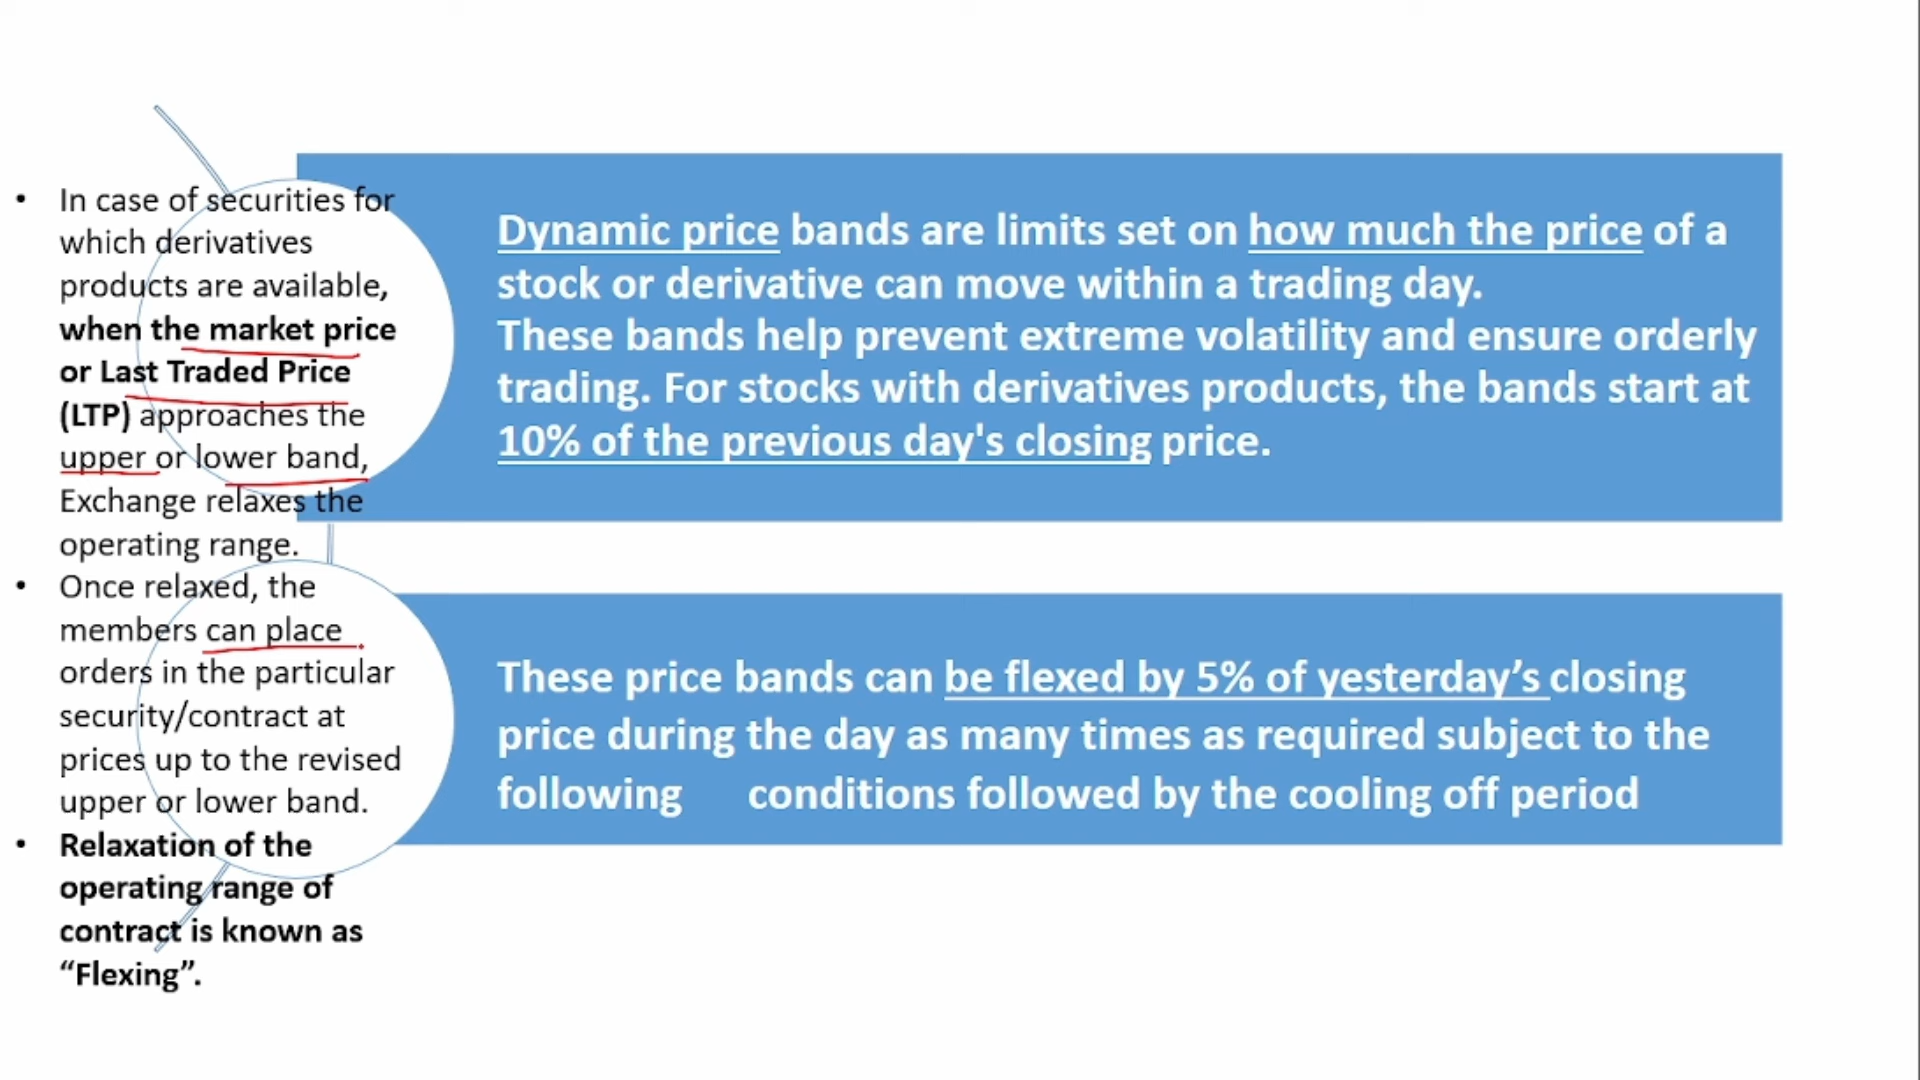 • In case of securities for
which derivatives
products are available,
when the market price
or Last Traded Price
(LTP) approaches the
upper or lower band,
Exchange relaxes the
operating range.
• Once relaxed, the
members can place
orders in the particular
security/contract at
prices up to the revised
upper or lower band.
• Relaxation of the
operating range of
contract is known as
“Flexing”.
Dynamic price bands are limits set on how much the price of a
stock or derivative can move within a trading day.
These bands help prevent extreme volatility and ensure orderly
trading. For stocks with derivatives products, the bands start at
10% of the previous day's closing price.
These price bands can be flexed by 5% of yesterday’s closing
price during the day as many times as required subject to the
following conditions followed by the cooling off period